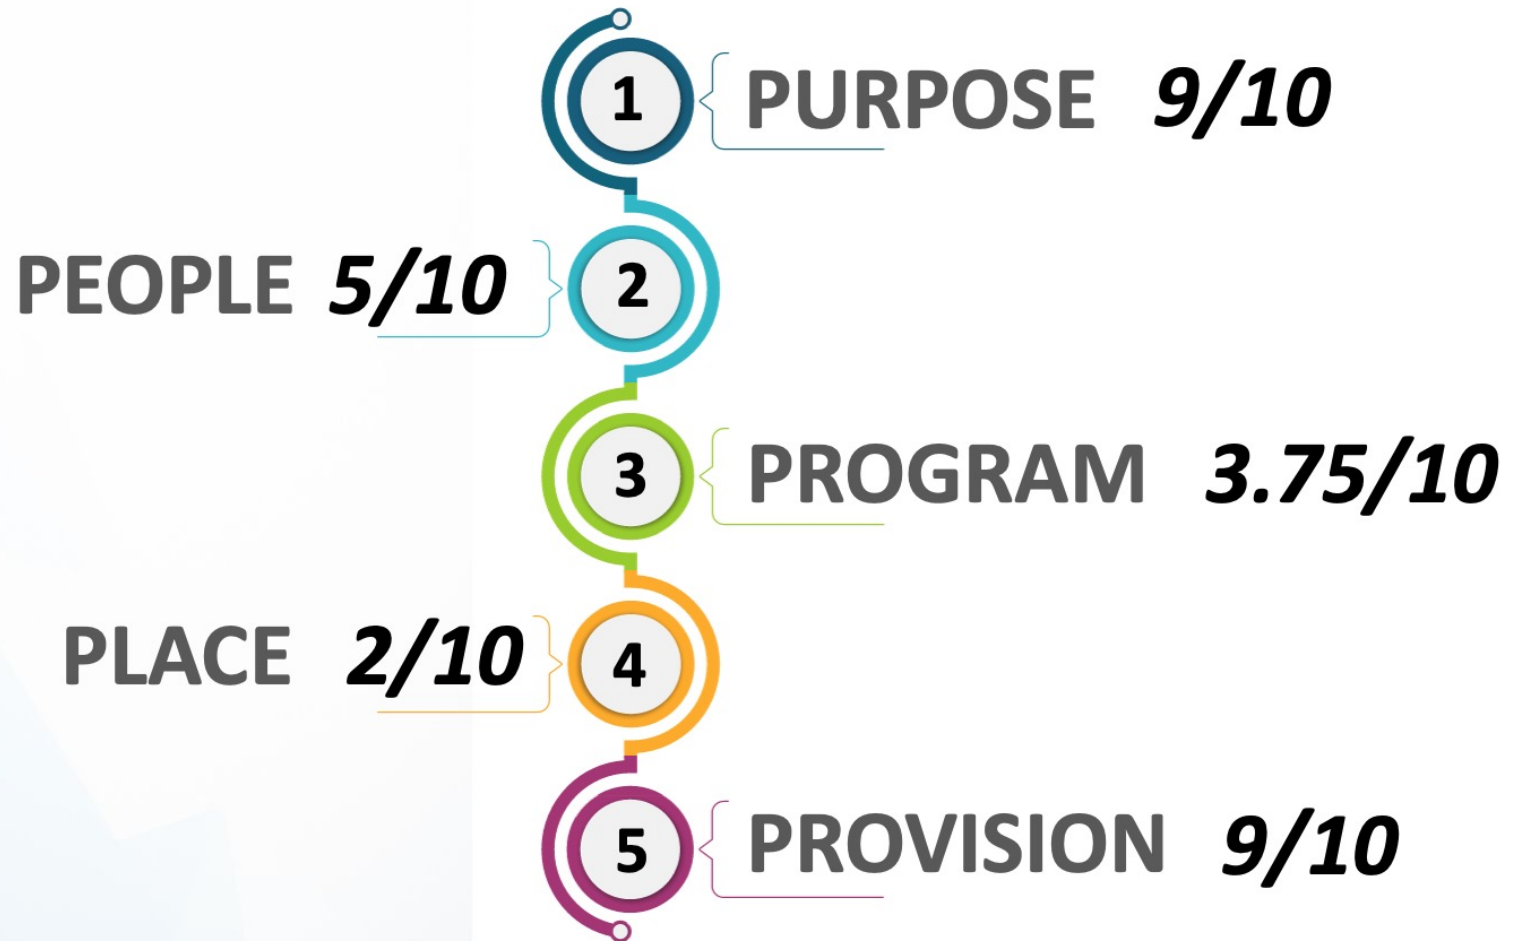 1 PURPOSE 9/10
PEOPLE 5/10 2
3 PROGRAM 3.75/10
PLACE 2/10 4
5 PROVISION 9/10